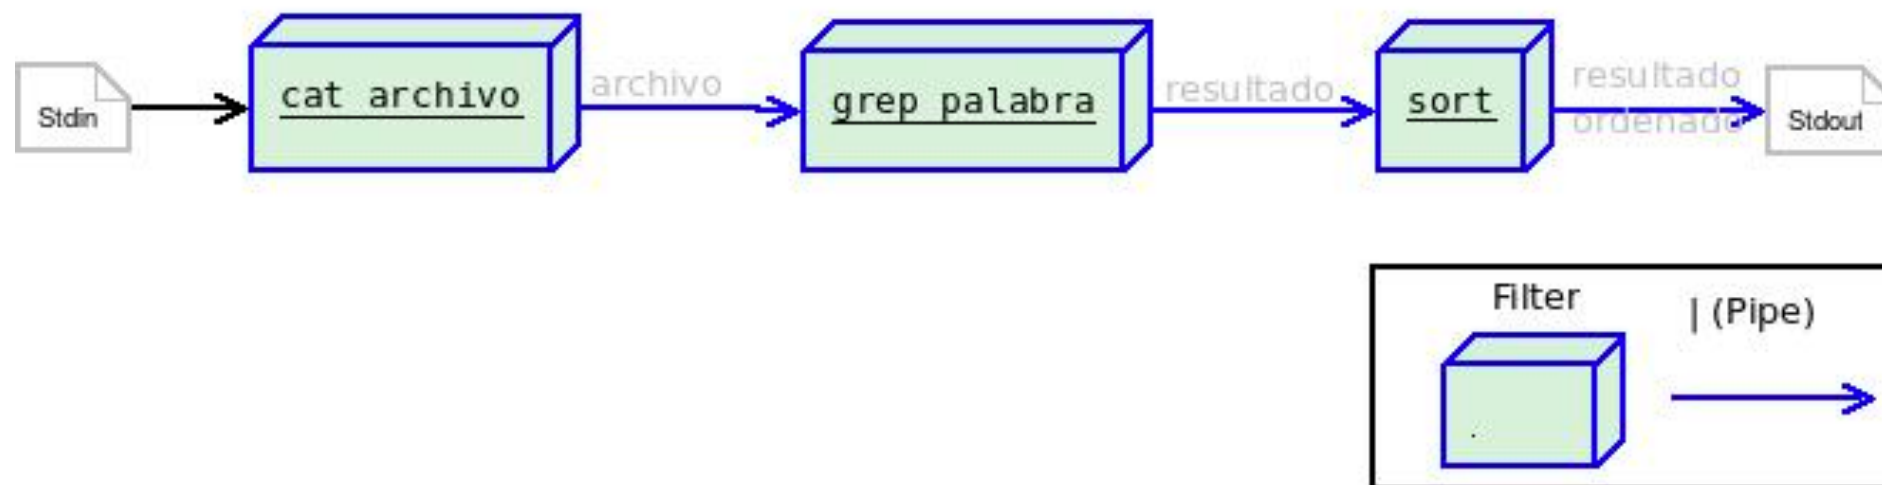 Stdin
cat archivo
archivo
grep palabra
resultado
sort
resultado
ordenado
Stdout
Filter
| (Pipe)